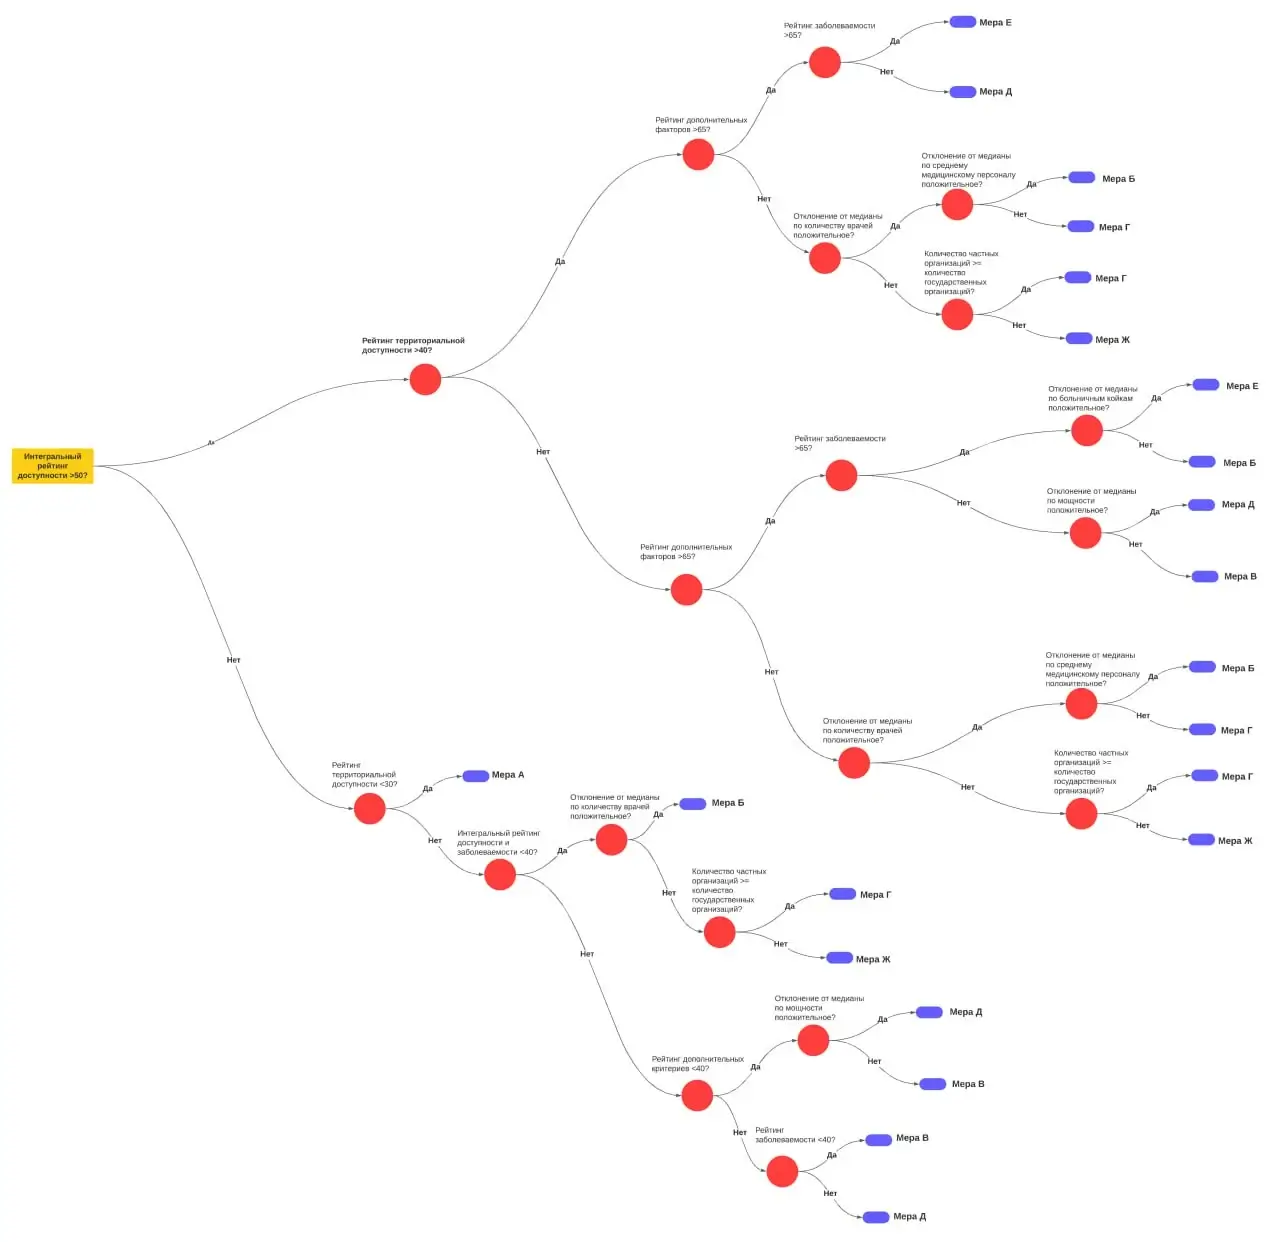 Рейтинг заболеваемости
>65?
Да
Мера Е
Нет
Мера Д
Да
Рейтинг дополнительных
факторов >65?
Нет
Отклонение от медианы
по среднему
медицинскому персоналу
положительное?
Да
Мера Б
Нет
Мера Г
Отклонение от медианы
по количеству врачей
положительное?
Да
Нет
Количество частных
организаций >=
количество
государственных
организаций?
Да
Мера Г
Нет
Мера Ж
Да
Рейтинг территориальной
доступности >40?
Да
Нет
Интегральный
рейтинг
доступности >50?
Отклонение от медианы
по больничным койкам
положительное?
Да
Мера Е
Нет
Мера Б
Рейтинг заболеваемости
>65?
Да
Нет
Отклонение от медианы
по мощности
положительное?
Да
Мера Д
Нет
Мера В
Да
Рейтинг дополнительных
факторов >65?
Нет
Отклонение от медианы
по среднему
медицинскому персоналу
положительное?
Да
Мера Б
Нет
Мера Г
Отклонение от медианы
по количеству врачей
положительное?
Да
Нет
Количество частных
организаций >=
количество
государственных
организаций?
Да
Мера Г
Нет
Мера Ж
Нет
Рейтинг
территориальной
доступности <30?
Да
Мера А
Нет
Интегральный рейтинг
доступности и
заболеваемости <40?
Да
Отклонение от медианы
по количеству врачей
положительное?
Да
Мера Б
Нет
Количество частных
организаций >=
количество
государственных
организаций?
Да
Мера Г
Нет
Мера Ж
Нет
Рейтинг дополнительных
критериев <40?
Да
Отклонение от медианы
по мощности
положительное?
Да
Мера Д
Нет
Мера В
Нет
Рейтинг
заболеваемости <40?
Да
Мера В
Нет
Мера Д